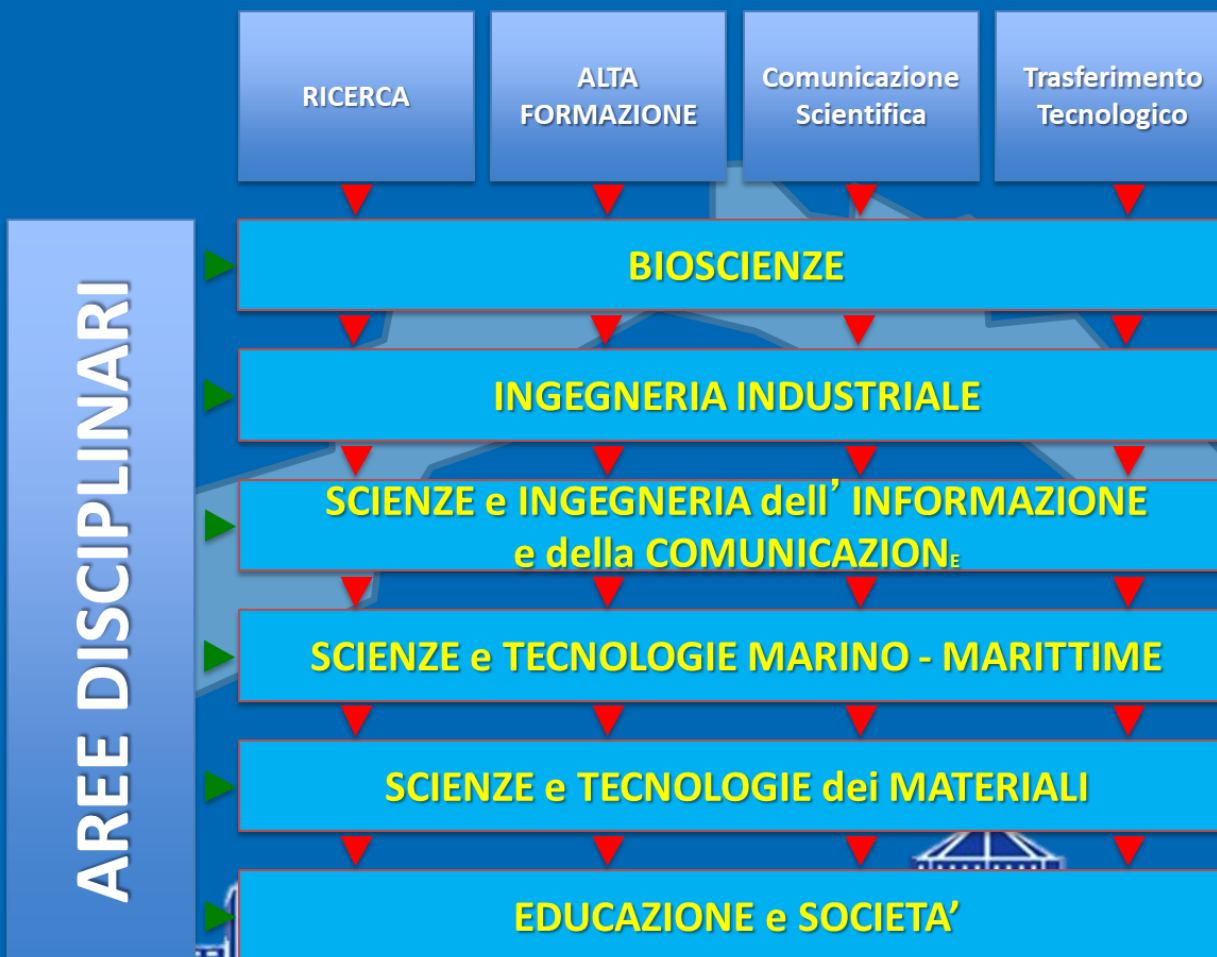 RICERCA
ALTA
FORMAZIONE
Comunicazione
Scientifica
Trasferimento
Tecnologico
AREE DISCIPLINARI
BIOSCIENZE
INGEGNERIA INDUSTRIALE
SCIENZE e INGEGNERIA dell’ INFORMAZIONE
e della COMUNICAZIONE
SCIENZE e TECNOLOGIE MARINO - MARITTIME
SCIENZE e TECNOLOGIE dei MATERIALI
EDUCAZIONE e SOCIETA’